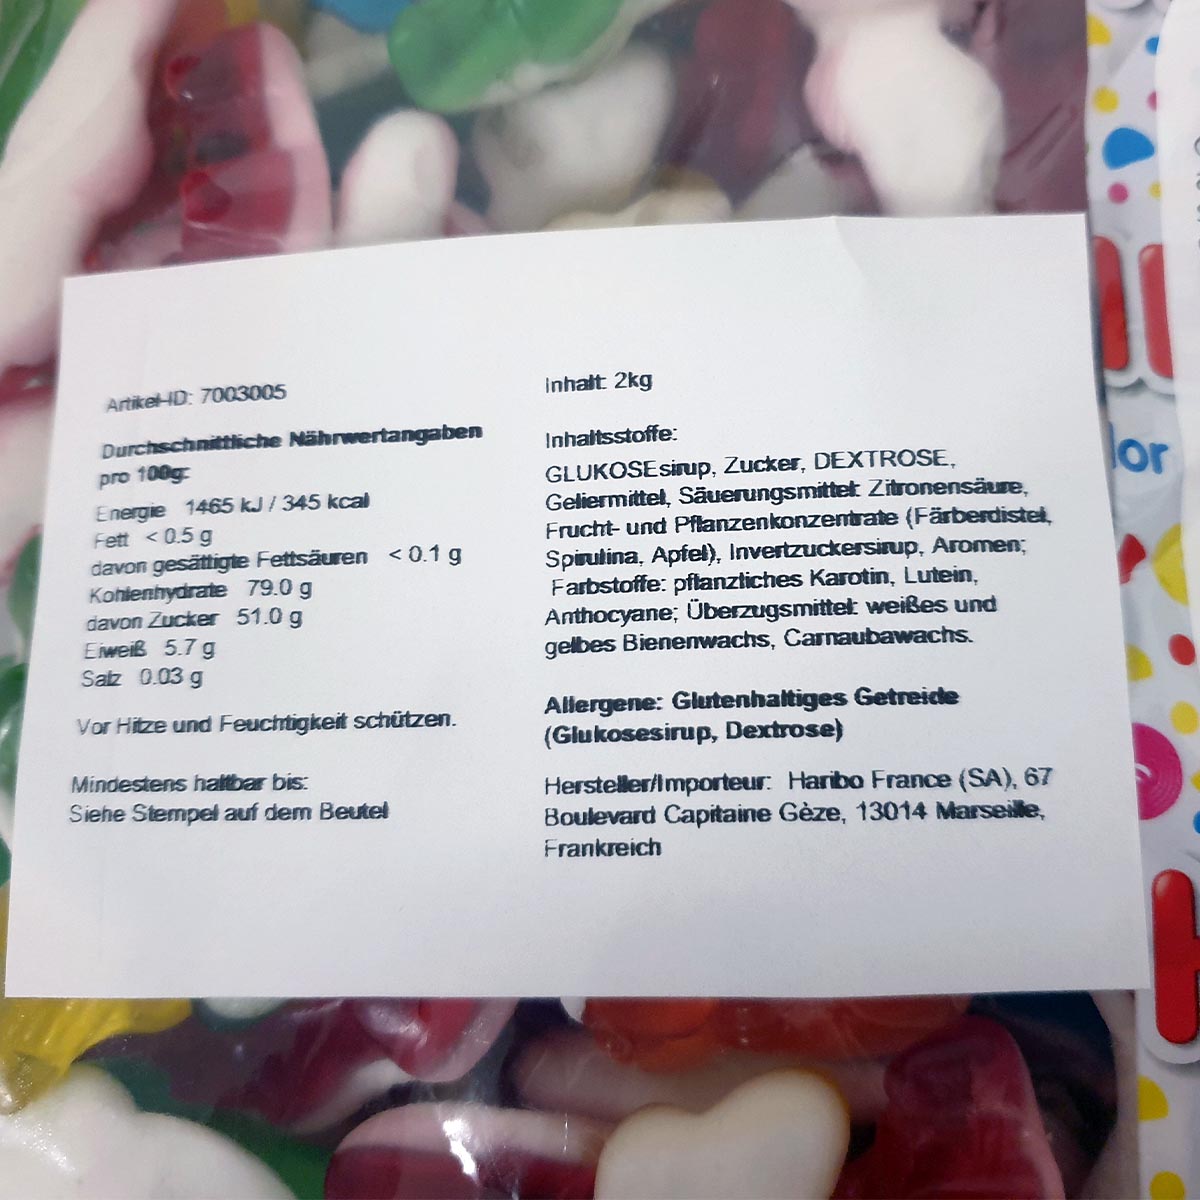 Artikel-ID: 7003005
Durchschnittliche Nährwertangaben
pro 100g:
Energie 1465 kJ / 345 kcal
Fett < 0.5 g
davon gesättigte Fettsäuren < 0.1 g
Kohlenhydrate 79.0 g
davon Zucker 51.0 g
Eiweiß 5.7 g
Salz 0.03 g
Vor Hitze und Feuchtigkeit schützen.
Mindestens haltbar bis:
Siehe Stempel auf dem Beutel
Inhalt: 2kg
Inhaltsstoffe:
GLUKOSEsirup, Zucker, DEXTROSE,
Geliermittel, Säuerungsmittel: Zitronensäure,
Frucht- und Pflanzenkonzentrate (Färberdistel,
Spirulina, Apfel), Invertzuckersirup, Aromen;
Farbstoffe: pflanzliches Karotin, Lutein,
Anthocyane; Überzugsmittel: weißes und
gelbes Bienenwachs, Carnaubawachs.
Allergene: Glutenhaltiges Getreide
(Glukosesirup, Dextrose)
Hersteller/Importeur: Haribo France (SA), 67
Boulevard Capitaine Gèze, 13014 Marseille,
Frankreich
lor